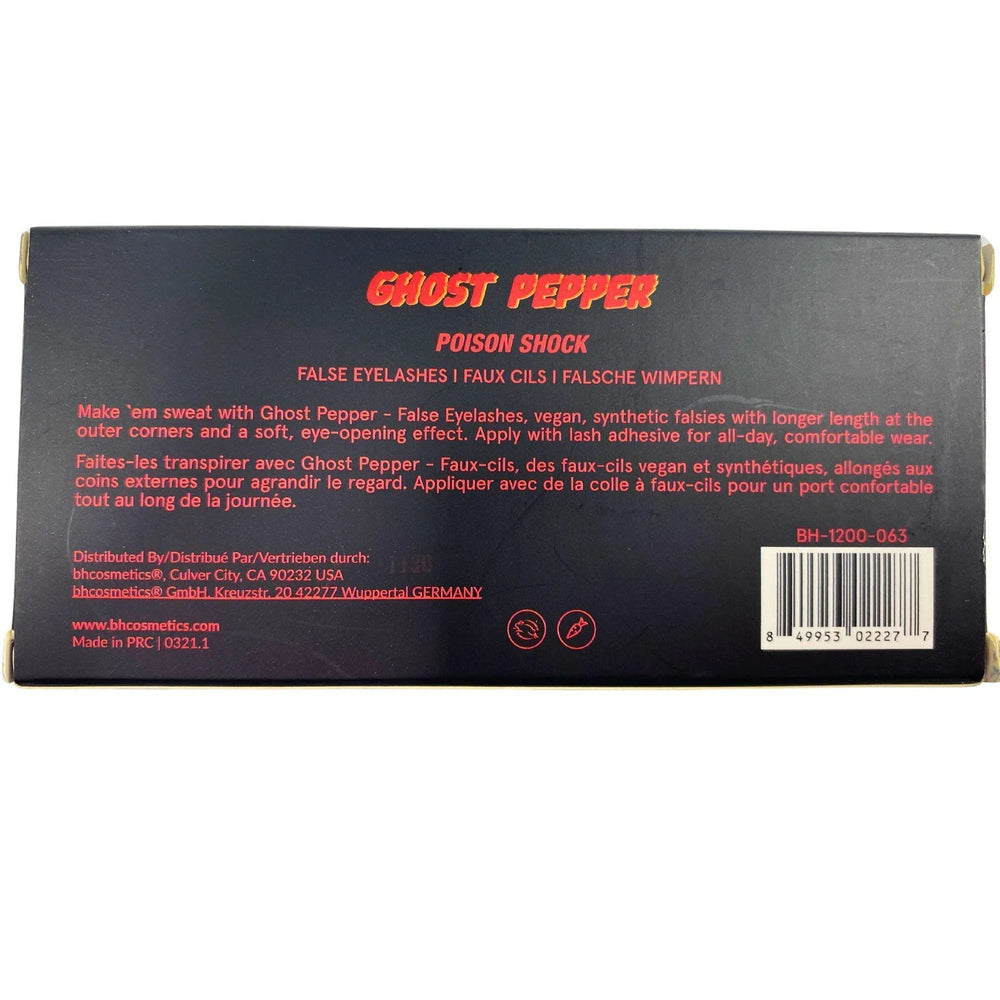 GHOST PEPPER
POISON SHOCK
FALSE EYELASHES | FAUX CILS | FALSCHE WIMPERN
Make 'em sweat with Ghost Pepper - False Eyelashes, vegan, synthetic falsies with longer length at the
outer corners and a soft, eye-opening effect. Apply with lash adhesive for all-day, comfortable wear.
Faites-les transpirer avec Ghost Pepper - Faux-cils, des faux-cils vegan et synthétiques, allongés aux
coins externes pour agrandir le regard. Appliquer avec de la colle à faux-cils pour un port confortable
tout au long de la journée.
Distributed By/Distribué Par/Vertrieben durch:
bhcosmetics®, Culver City, CA 90232 USA
bhcosmetics® GmbH, Kreuzstr. 20 42277 Wuppertal GERMANY
www.bhcosmetics.com
Made in PRC | 0321.1
BH-1200-063
8 49953 02227 7